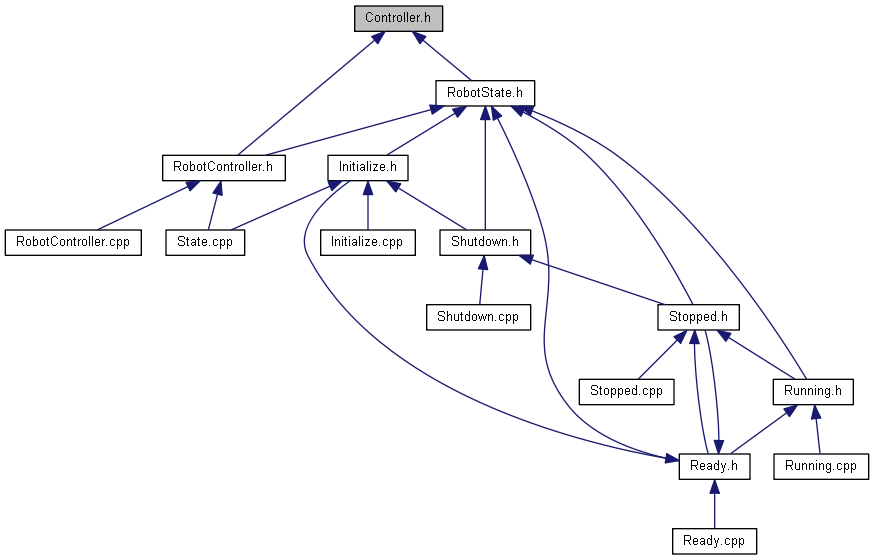 Controller.h
RobotState.h
RobotController.h
Initialize.h
RobotController.cpp
State.cpp
Initialize.cpp
Shutdown.h
Shutdown.cpp
Stopped.h
Stopped.cpp
Running.h
Ready.h
Running.cpp
Ready.cpp